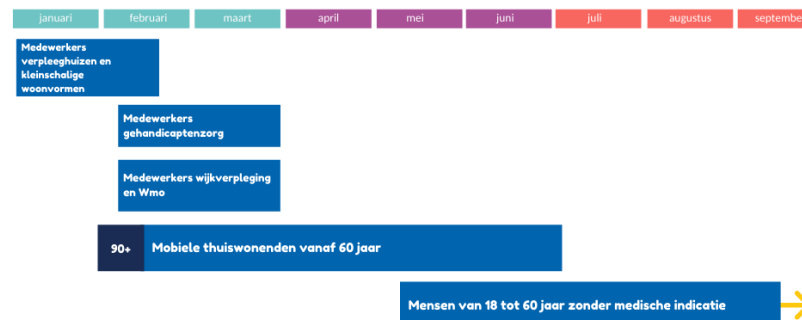 januari
februari
maart
april
mei
juni
juli
augustus
septembe
Medewerkers
verpleeghuizen en
kleinschalige
woonvormen
Medewerkers
gehandicaptenzorg
Medewerkers wijkverpleging
en Wmo
90+
Mobiele thuiswonenden vanaf 60 jaar
Mensen van 18 tot 60 jaar zonder medische indicatie